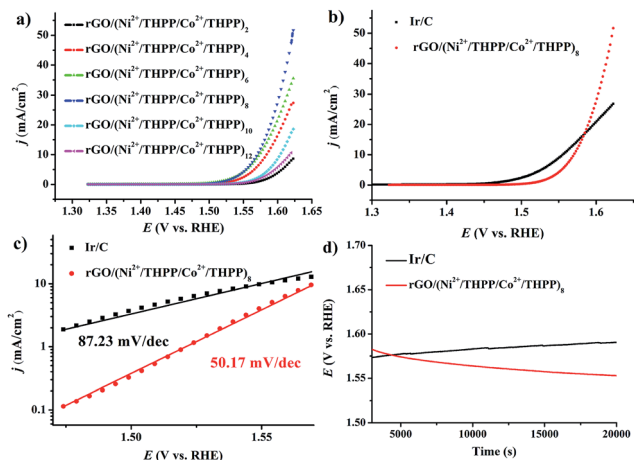 a)
rGO/(Ni²⁺/THPP/Co²⁺/THPP)₂
rGO/(Ni²⁺/THPP/Co²⁺/THPP)₄
rGO/(Ni²⁺/THPP/Co²⁺/THPP)₆
rGO/(Ni²⁺/THPP/Co²⁺/THPP)₈
rGO/(Ni²⁺/THPP/Co²⁺/THPP)₁₀
rGO/(Ni²⁺/THPP/Co²⁺/THPP)₁₂
j (mA/cm²)
50
40
30
20
10
0
1.30 1.35 1.40 1.45 1.50 1.55 1.60 1.65
E (V vs. RHE)
b)
Ir/C
rGO/(Ni²⁺/THPP/Co²⁺/THPP)₈
j (mA/cm²)
50
40
30
20
10
0
1.3 1.4 1.5 1.6
E (V vs. RHE)
c)
Ir/C
rGO/(Ni²⁺/THPP/Co²⁺/THPP)₈
j (mA/cm²)
10
1
0.1
87.23 mV/dec
50.17 mV/dec
1.50 1.55
E (V vs. RHE)
d)
Ir/C
rGO/(Ni²⁺/THPP/Co²⁺/THPP)₈
E (V vs. RHE)
1.70
1.65
1.60
1.55
1.50
5000 10000 15000 20000
Time (s)